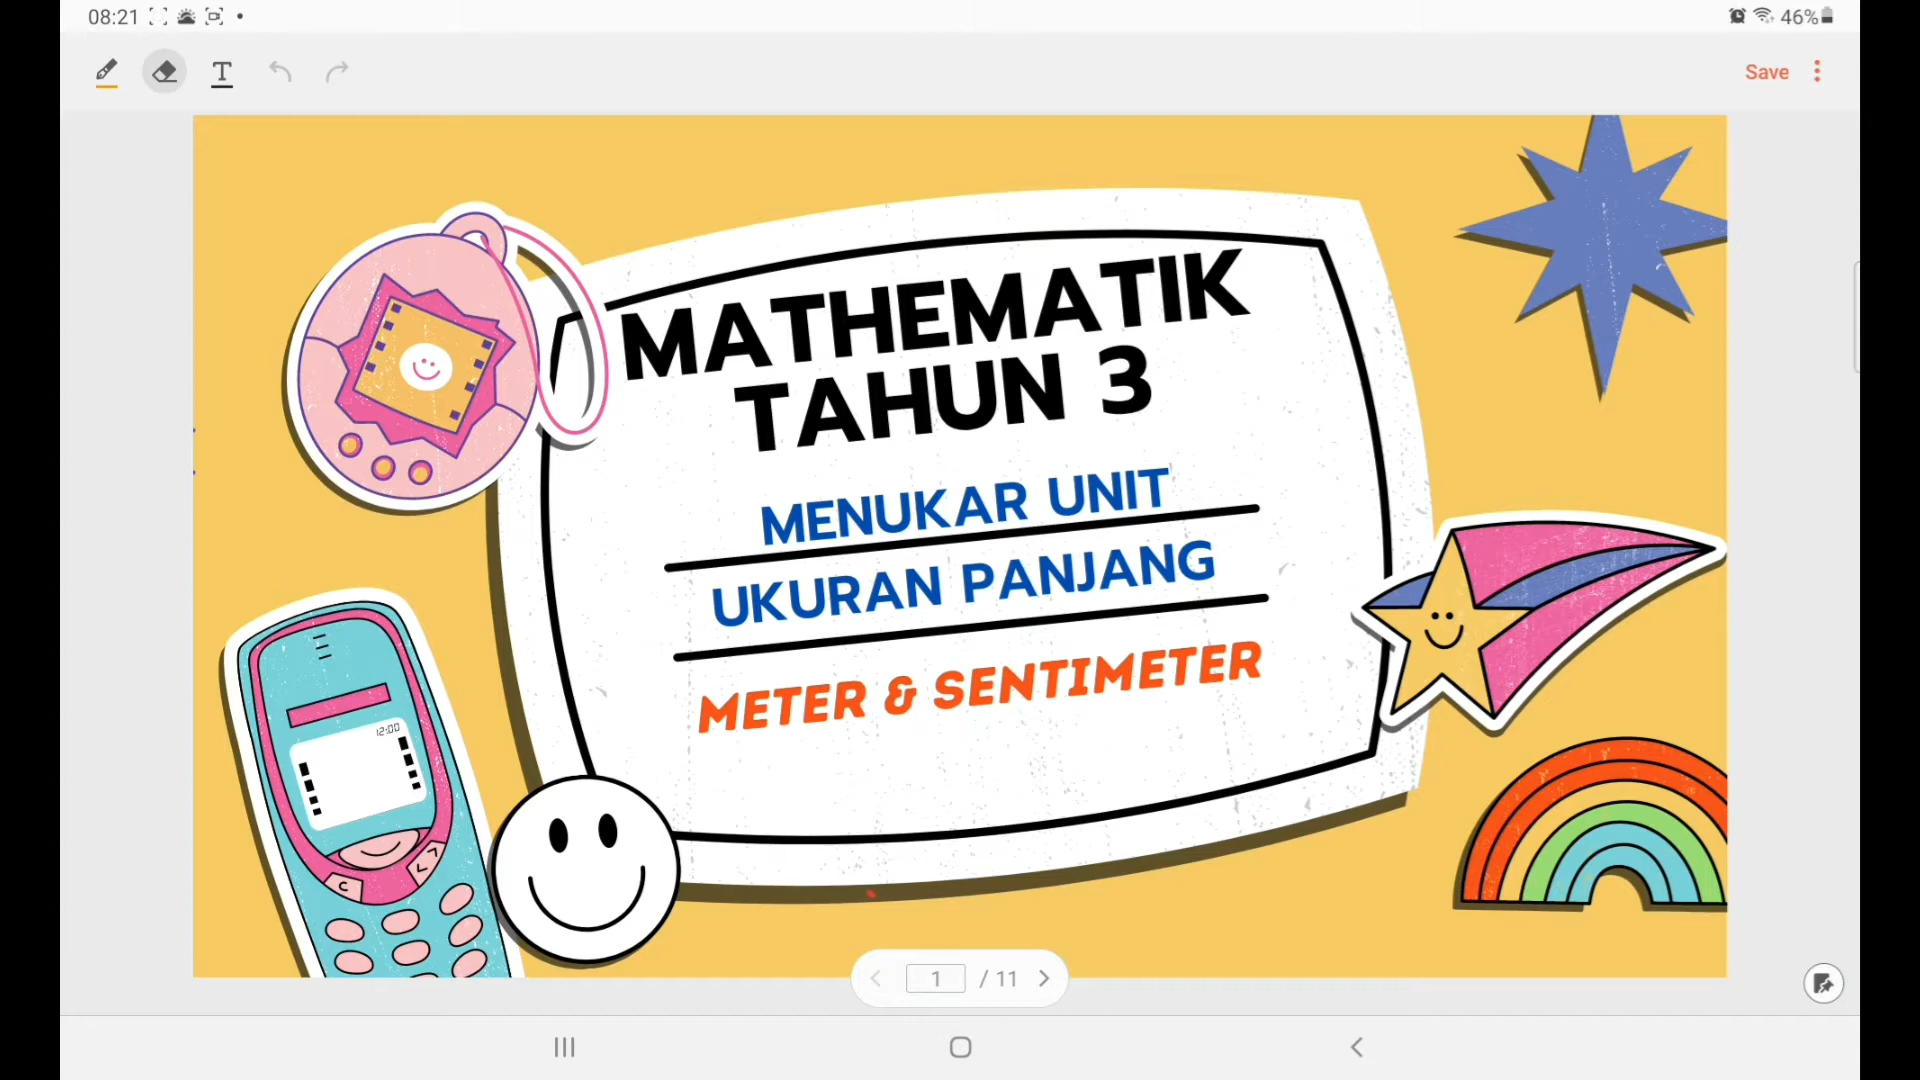 08:21
46%
T
Save
MATHEMATIK
TAHUN 3
MENUKAR UNIT
UKURAN PANJANG
METER & SENTIMETER
12:00
C
1 / 11